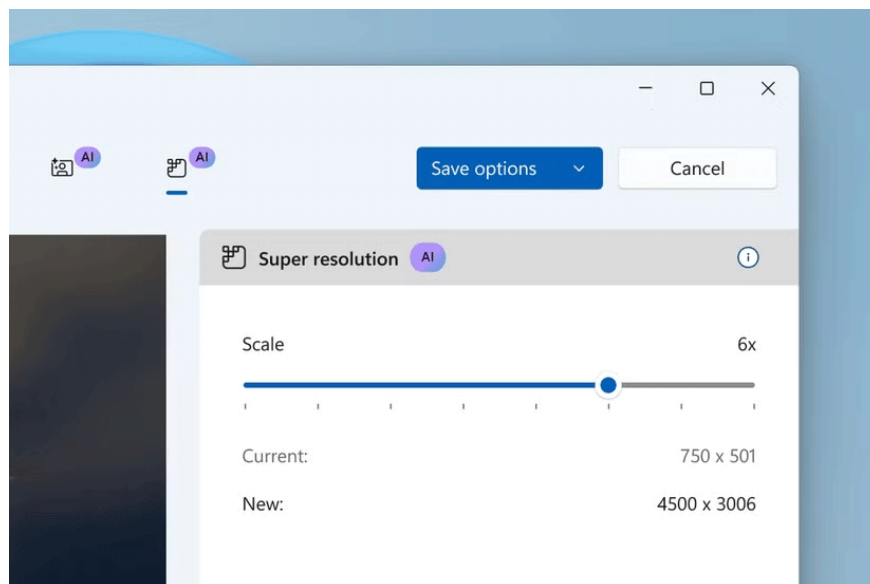 AI
AI
Save options
Cancel
Super resolution AI
Scale 6x
Current: 750 x 501
New: 4500 x 3006